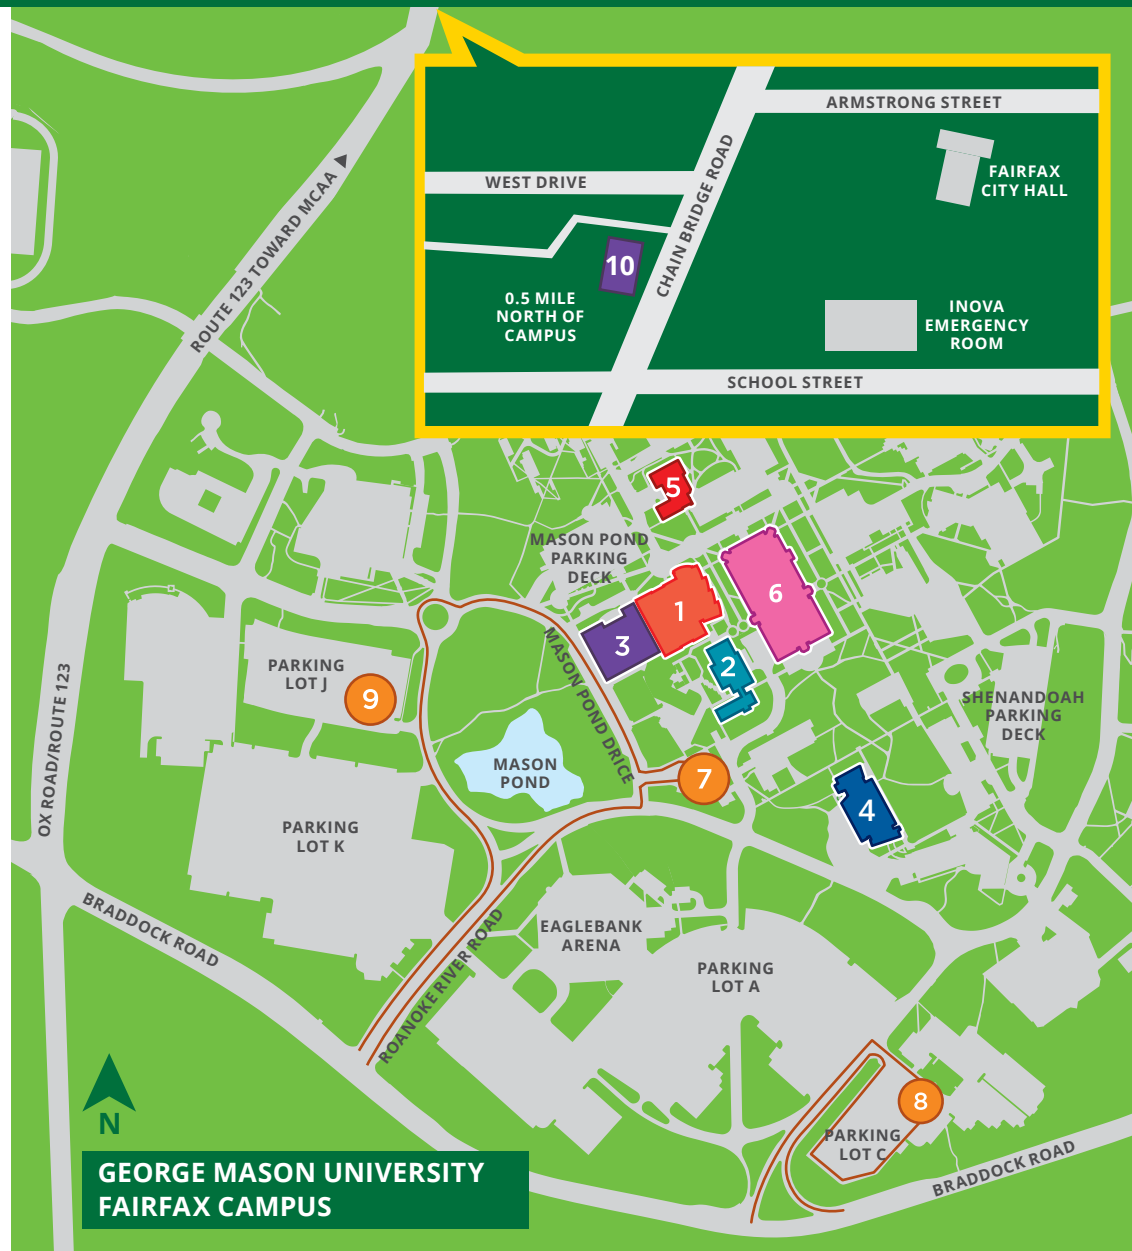 ARMSTRONG STREET
FAIRFAX
CITY HALL
WEST DRIVE
CHAIN BRIDGE ROAD
10
0.5 MILE
NORTH OF
CAMPUS
INOVA
EMERGENCY
ROOM
SCHOOL STREET
ROUTE 123 TOWARD MCAA
5
MASON POND
PARKING
DECK
6
1
3
2
MASON POND DRICE
PARKING
LOT J
9
SHENANDOAH
PARKING
DECK
OX ROAD/ROUTE 123
MASON
POND
7
4
PARKING
LOT K
BRADDOCK ROAD
EAGLEBANK
ARENA
PARKING
LOT A
ROANOKE RIVER ROAD
8
PARKING
LOT C
BRADDOCK ROAD
N
GEORGE MASON UNIVERSITY
FAIRFAX CAMPUS